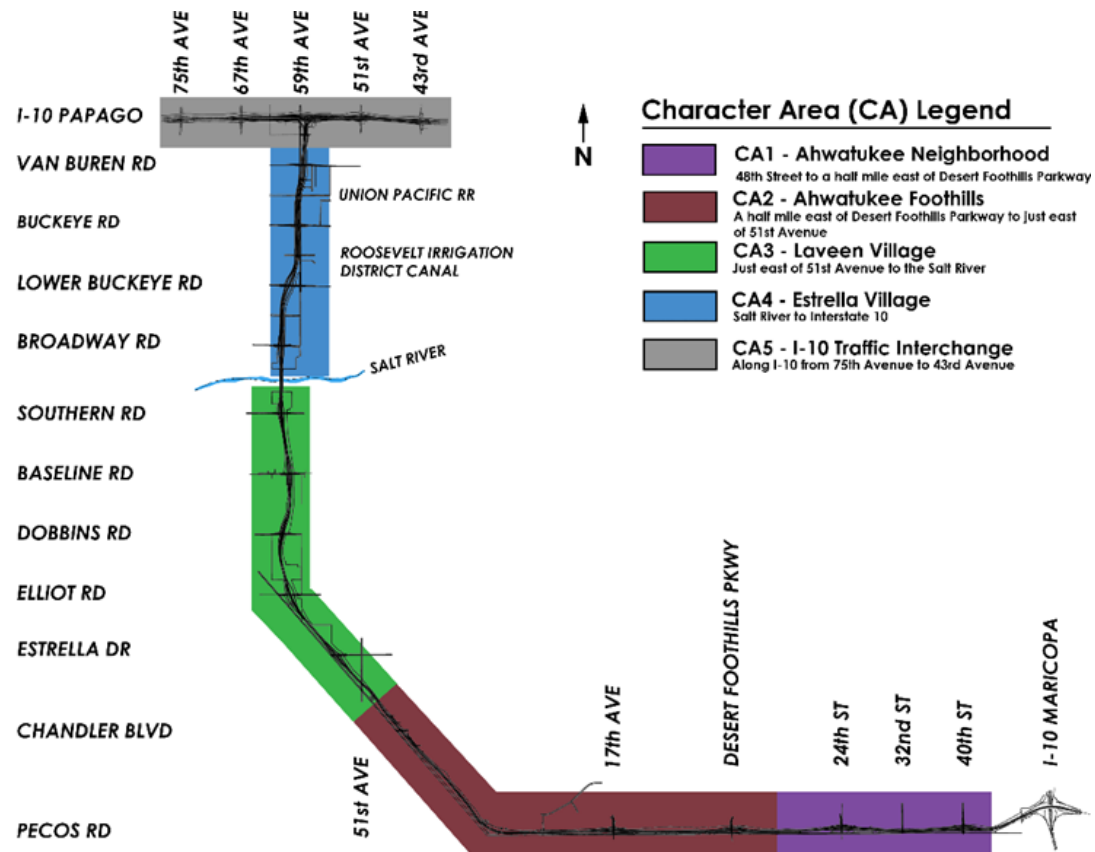 75th AVE
67th AVE
59th AVE
51st AVE
43rd AVE
I-10 PAPAGO
VAN BUREN RD
UNION PACIFIC RR
BUCKEYE RD
ROOSEVELT IRRIGATION
DISTRICT CANAL
LOWER BUCKEYE RD
BROADWAY RD
SALT RIVER
SOUTHERN RD
BASELINE RD
DOBBINS RD
ELLIOT RD
ESTRELLA DR
CHANDLER BLVD
PECOS RD
51st AVE
17th AVE
DESERT FOOTHILLS PKWY
24th ST
32nd ST
40th ST
I-10 MARICOPA
N
Character Area (CA) Legend
CA1 - Ahwatukee Neighborhood
48th Street to a half mile east of Desert Foothills Parkway
CA2 - Ahwatukee Foothills
A half mile east of Desert Foothills Parkway to just east
of 51st Avenue
CA3 - Laveen Village
Just east of 51st Avenue to the Salt River
CA4 - Estrella Village
Salt River to Interstate 10
CA5 - I-10 Traffic Interchange
Along I-10 from 75th Avenue to 43rd Avenue